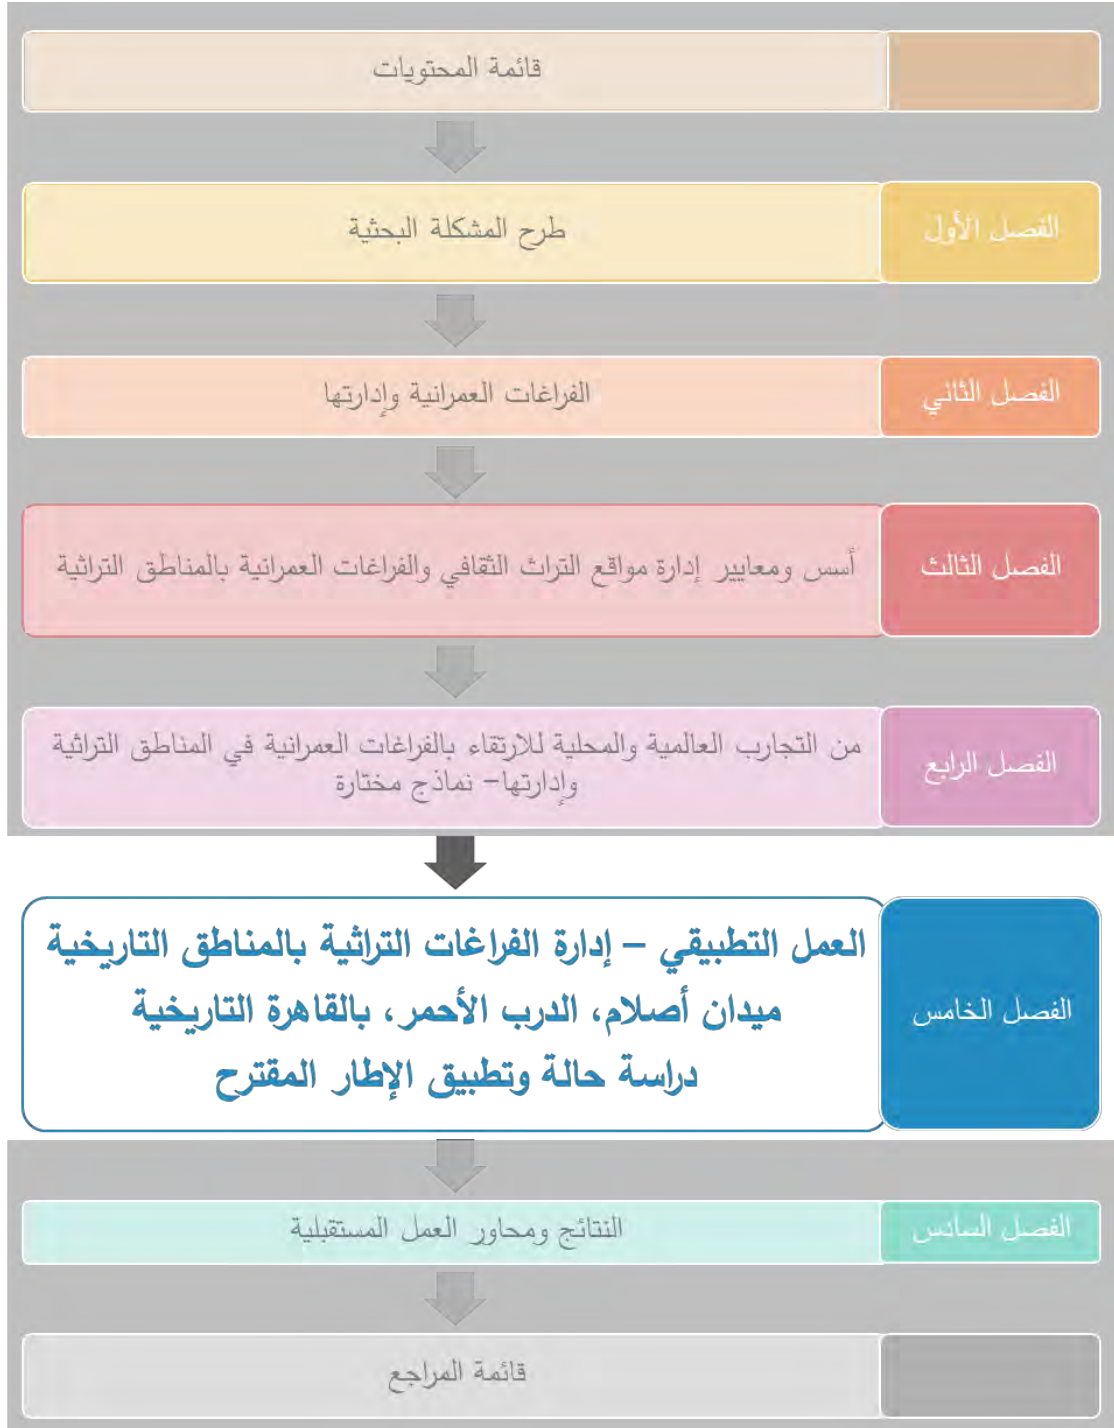 قائمة المحتويات
الفصل الأول
طرح المشكلة البحثية
الفصل الثاني
الفراغات العمرانية وإدارتها
الفصل الثالث
أسس ومعايير إدارة مواقع التراث الثقافي والفراغات العمرانية بالمناطق التراثية
الفصل الرابع
من التجارب العالمية والمحلية للارتقاء بالفراغات العمرانية في المناطق التراثية
وإدارتها– نماذج مختارة
الفصل الخامس
العمل التطبيقي – إدارة الفراغات التراثية بالمناطق التاريخية
ميدان أصلام، الدرب الأحمر، بالقاهرة التاريخية
دراسة حالة وتطبيق الإطار المقترح
الفصل السادس
النتائج ومحاور العمل المستقبلية
قائمة المراجع